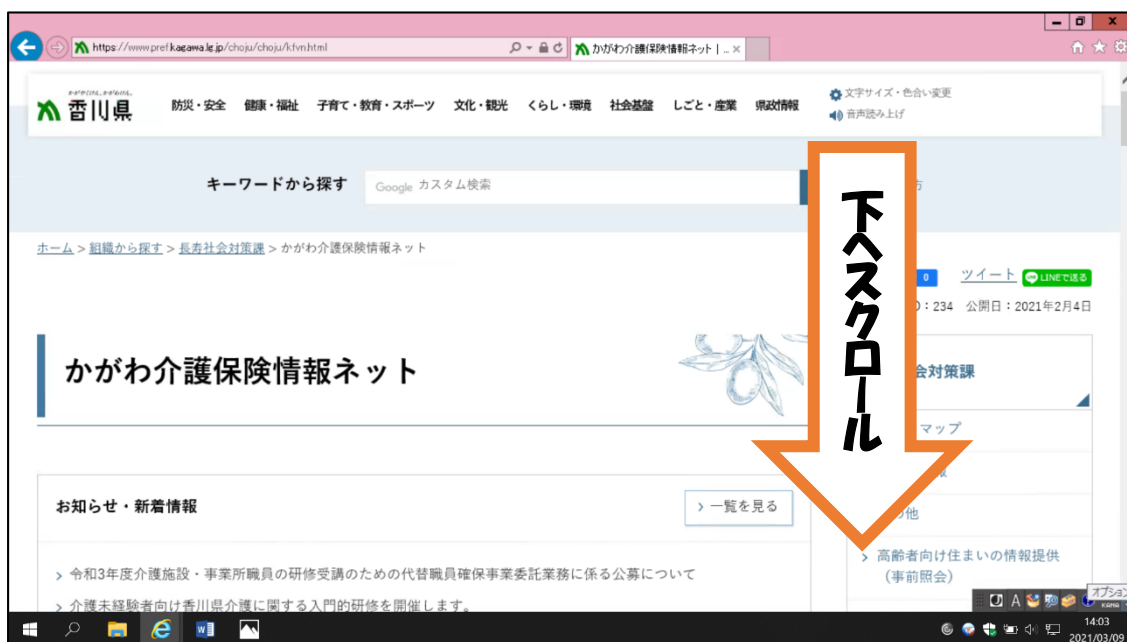 https://www.pref.kagawa.lg.jp/choju/choju/kfvn.html
かがわ介護保険情報ネット | ...
香川県
防災・安全 健康・福祉 子育て・教育・スポーツ 文化・観光 くらし・環境 社会基盤 しごと・産業 県政情報
文字サイズ・色合い変更
音声読み上げ
キーワードから探す
Google カスタム検索
方
ホーム > 組織から探す > 長寿社会対策課 > かがわ介護保険情報ネット
0
ツイート
LINEで送る
：234 公開日：2021年2月4日
かがわ介護保険情報ネット
会対策課
マップ
の他
高齢者向け住まいの情報提供
（事前照会）
お知らせ・新着情報
一覧を見る
令和3年度介護施設・事業所職員の研修受講のための代替職員確保事業委託業務に係る公募について
介護未経験者向け香川県介護に関する入門的研修を開催します。
下へスクロール
オプション
A
KANA
14:03
2021/03/09